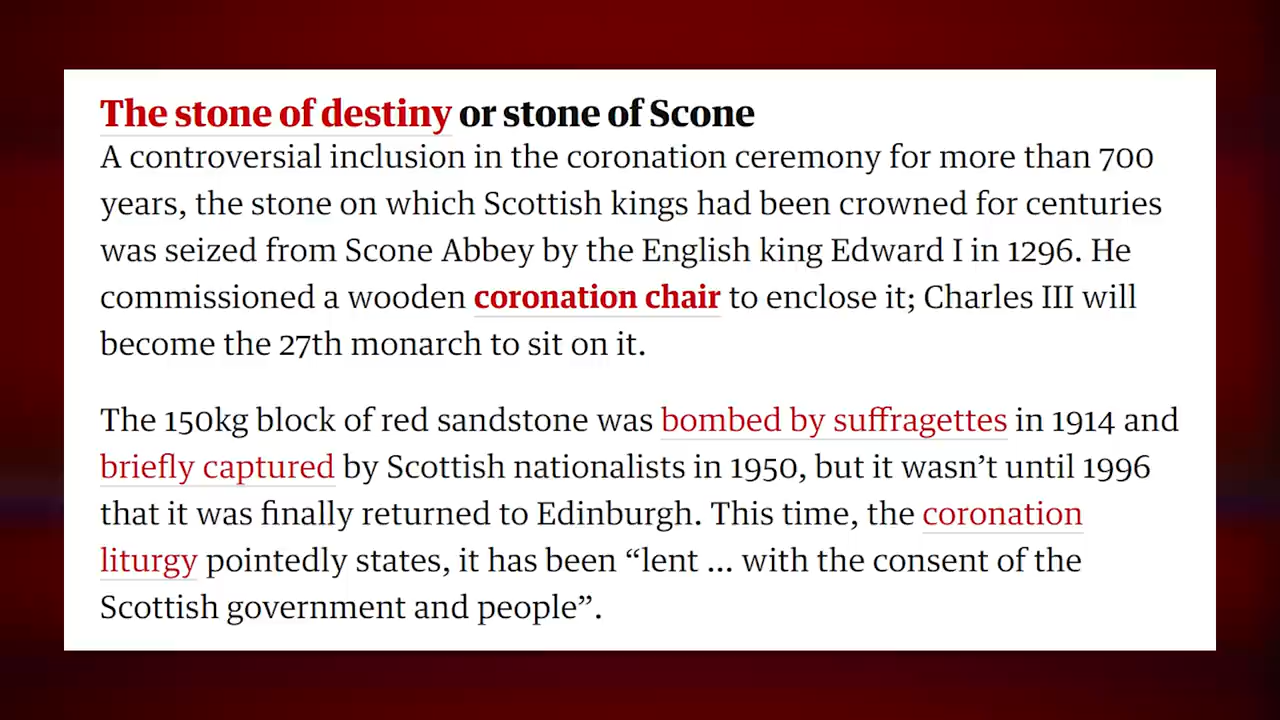 The stone of destiny or stone of Scone
A controversial inclusion in the coronation ceremony for more than 700
years, the stone on which Scottish kings had been crowned for centuries
was seized from Scone Abbey by the English king Edward I in 1296. He
commissioned a wooden coronation chair to enclose it; Charles III will
become the 27th monarch to sit on it.
The 150kg block of red sandstone was bombed by suffragettes in 1914 and
briefly captured by Scottish nationalists in 1950, but it wasn’t until 1996
that it was finally returned to Edinburgh. This time, the coronation
liturgy pointedly states, it has been “lent ... with the consent of the
Scottish government and people”.